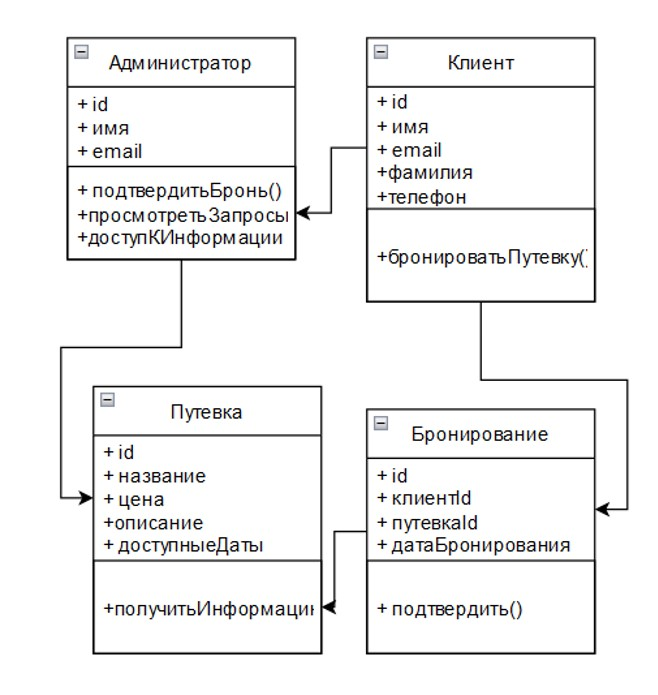 Администратор
+ id
+ имя
+ email
+ подтвердитьБронь()
+просмотретьЗапросы
+доступКИнформации
Клиент
+ id
+ имя
+ email
+фамилия
+телефон
+бронироватьПутевку()
Путевка
+ id
+ название
+ цена
+описание
+ доступныеДаты
+получитьИнформацию
Бронирование
+ id
+ клиентId
+ путевкаId
+ датаБронирования
+ подтвердить()